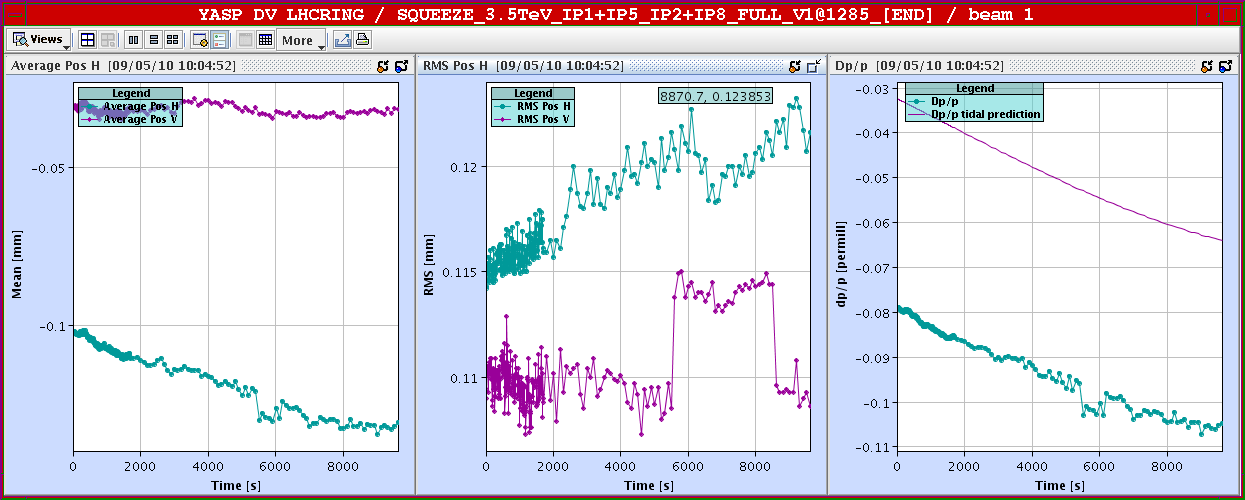 YASP DV LHCRING / SQUEEZE_3.5TeV_IP1+IP5_IP2+IP8_FULL_V1@1285_[END] / beam 1
Views
More
Average Pos H [09/05/10 10:04:52]
Legend
Average Pos H
Average Pos V
Mean [mm]
-0.05
-0.1
0 2000 4000 6000 8000
Time [s]
RMS Pos H [09/05/10 10:04:52]
Legend
RMS Pos H
RMS Pos V
8870.7, 0.123853
RMS [mm]
0.12
0.115
0.11
0 2000 4000 6000 8000
Time [s]
Dp/p [09/05/10 10:04:52]
Legend
Dp/p
Dp/p tidal prediction
dp/p [permill]
-0.03
-0.04
-0.05
-0.06
-0.07
-0.08
-0.09
-0.1
-0.11
0 2000 4000 6000 8000
Time [s]